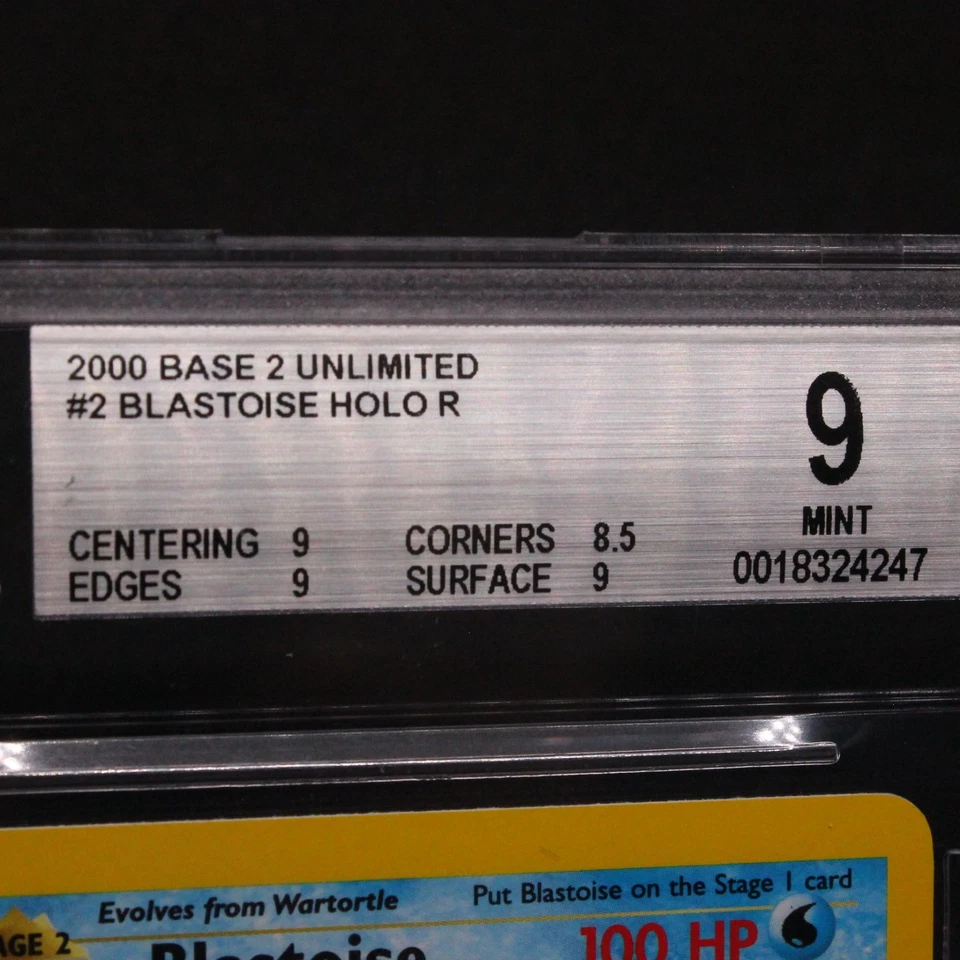 2000 BASE 2 UNLIMITED
#2 BLASTOISE HOLO R
9
MINT
0018324247
CENTERING 9 CORNERS 8.5
EDGES 9 SURFACE 9
Evolves from Wartortle
Put Blastoise on the Stage 1 card
AGE 2
Blastoise
100 HP